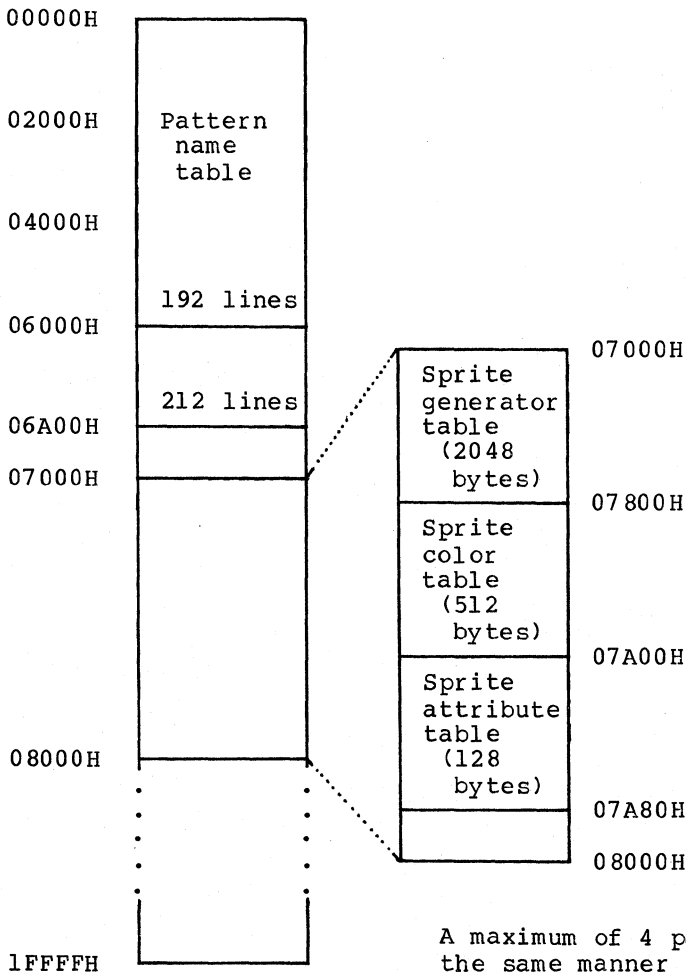 00000H
02000H
Pattern
name
table
04000H
192 lines
06000H
212 lines
06A00H
07000H
08000H
1FFFFH
07000H
Sprite
generator
table
(2048
bytes)
07800H
Sprite
color
table
(512
bytes)
07A00H
Sprite
attribute
table
(128
bytes)
07A80H
08000H
A maximum of 4 p
the same manner